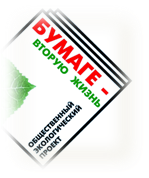 БУМАГЕ -
ВТОРУЮ ЖИЗНЬ
ОБЩЕСТВЕННЫЙ
ЭКОЛОГИЧЕСКИЙ
ПРОЕКТ